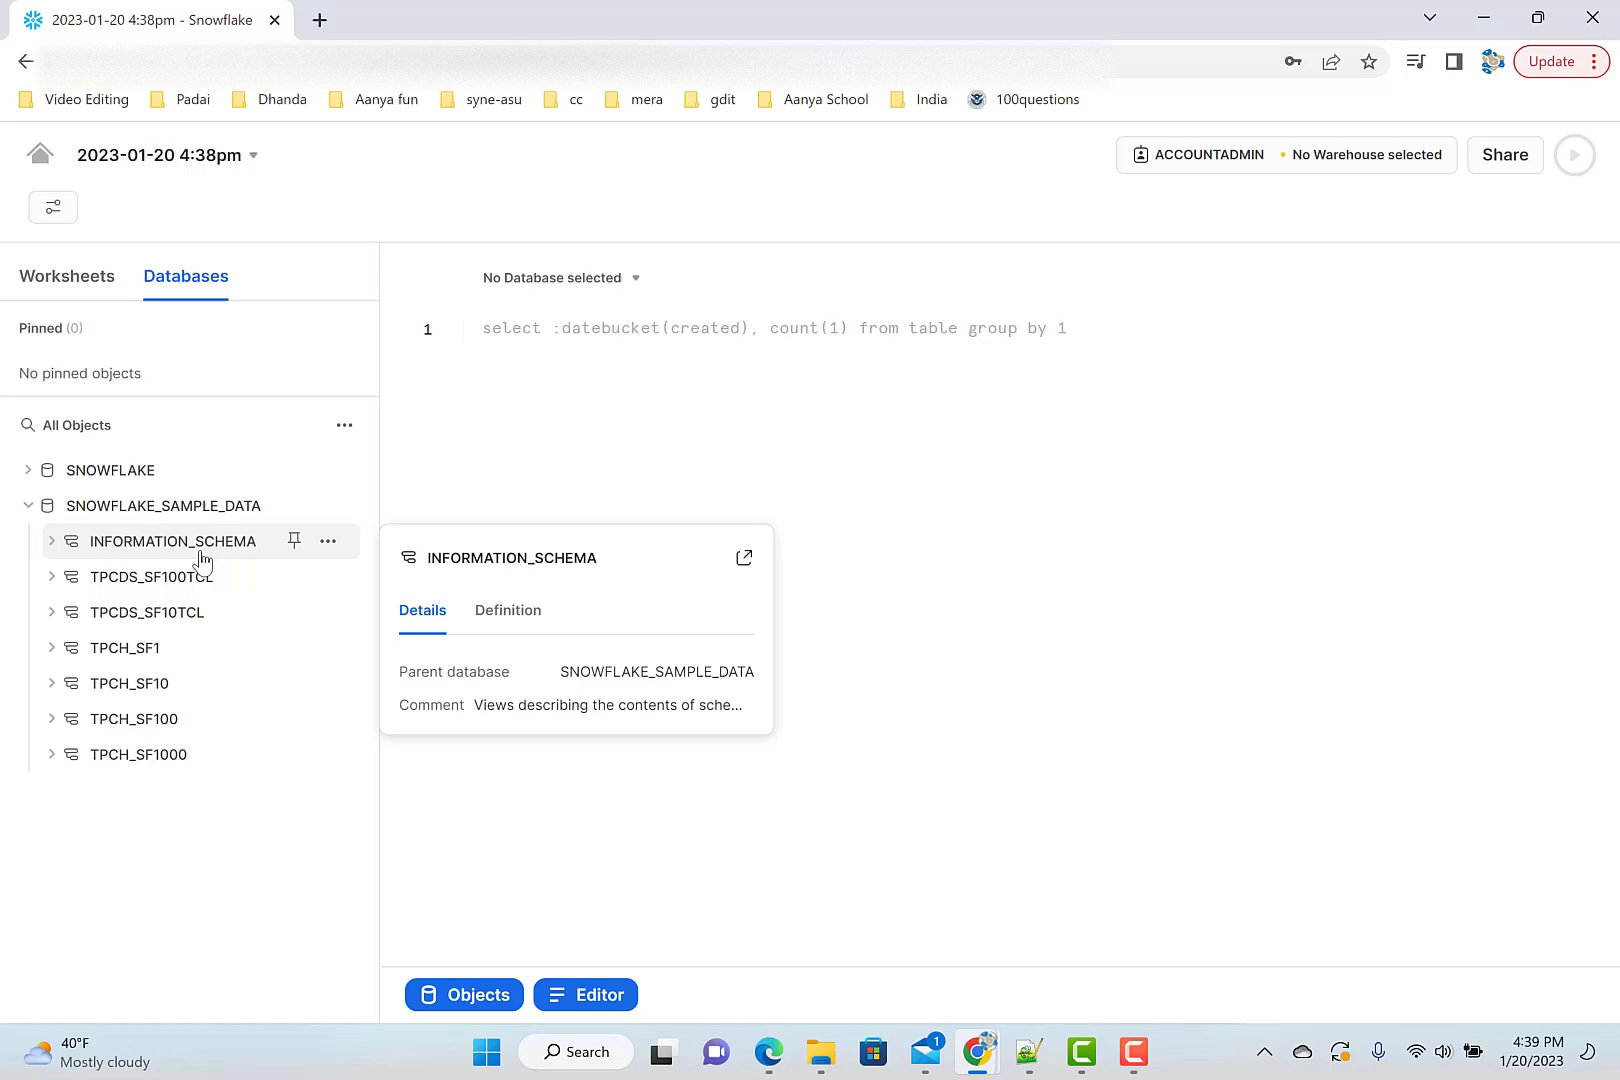 2023-01-20 4:38pm - Snowflake
Update
Video Editing
Padai
Dhanda
Aanya fun
syne-asu
cc
mera
gdit
Aanya School
India
100questions
2023-01-20 4:38pm
ACCOUNTADMIN
No Warehouse selected
Share
Worksheets
Databases
No Database selected
Pinned (0)
1
select :datebucket(created), count(1) from table group by 1
No pinned objects
All Objects
SNOWFLAKE
SNOWFLAKE_SAMPLE_DATA
INFORMATION_SCHEMA
TPCDS_SF100TCL
TPCDS_SF10TCL
TPCH_SF1
TPCH_SF10
TPCH_SF100
TPCH_SF1000
INFORMATION_SCHEMA
Details
Definition
Parent database SNOWFLAKE_SAMPLE_DATA
Comment Views describing the contents of sche...
Objects
Editor
40°F
Mostly cloudy
Search
1
4:39 PM
1/20/2023